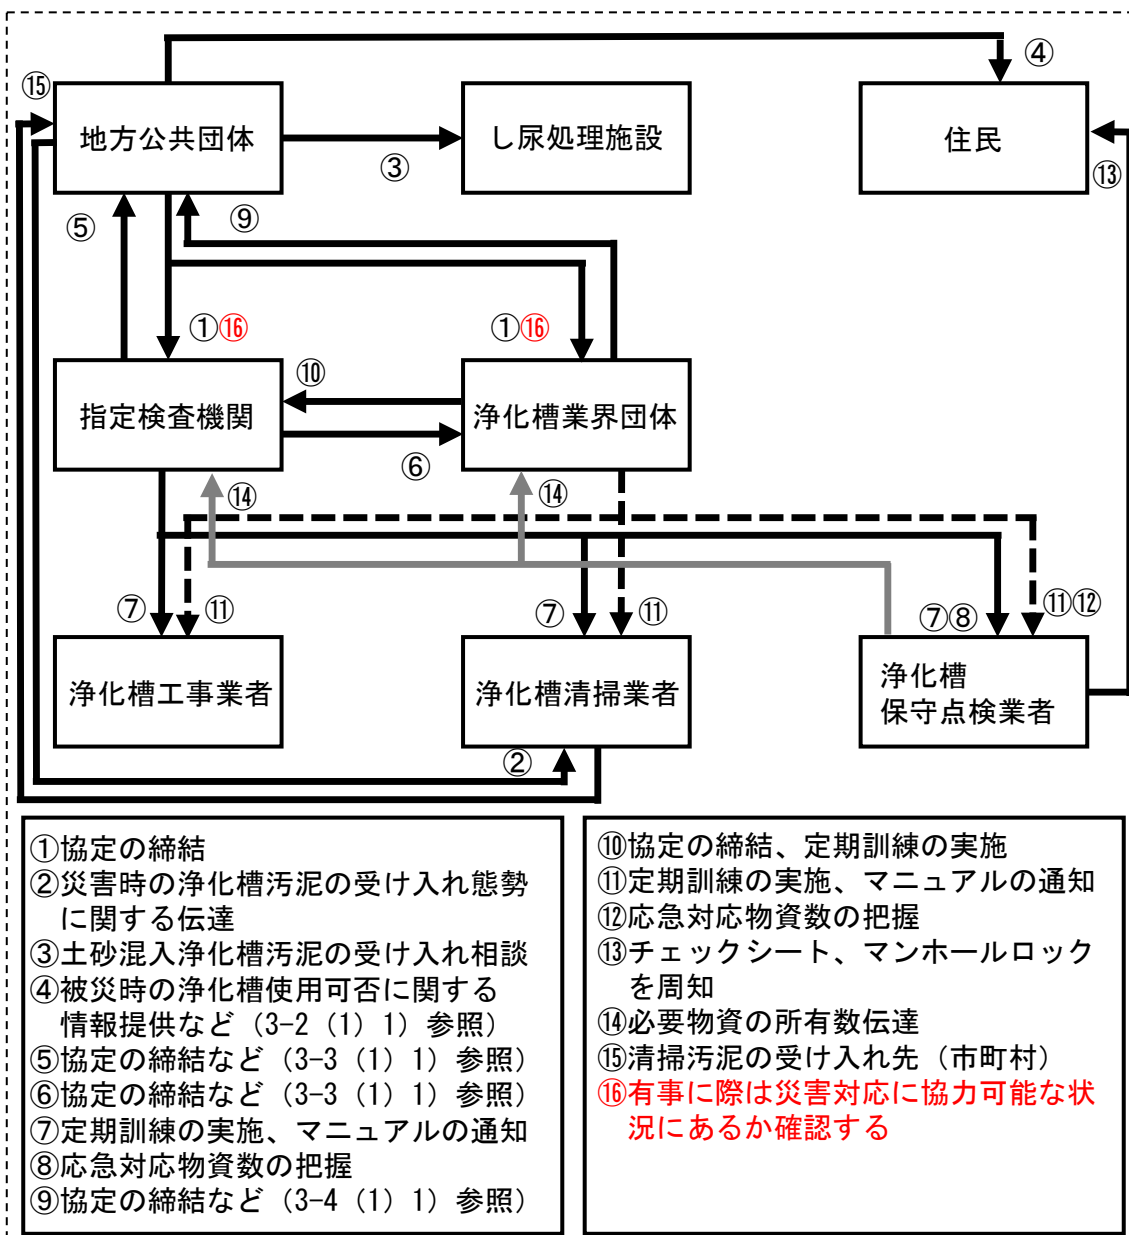 ④
⑮
地方公共団体
し尿処理施設
住民
③
⑬
⑤
⑨
①⑯
①⑯
⑩
指定検査機関
浄化槽業界団体
⑥
⑭
⑭
⑦
⑪
⑦
⑪
⑦⑧
⑪⑫
浄化槽工事業者
浄化槽清掃業者
浄化槽
保守点検業者
②
①協定の締結
②災害時の浄化槽汚泥の受け入れ態勢
に関する伝達
③土砂混入浄化槽汚泥の受け入れ相談
④被災時の浄化槽使用可否に関する
情報提供など（3-2（1）1）参照）
⑤協定の締結など（3-3（1）1）参照）
⑥協定の締結など（3-3（1）1）参照）
⑦定期訓練の実施、マニュアルの通知
⑧応急対応物資数の把握
⑨協定の締結など（3-4（1）1）参照）
⑩協定の締結、定期訓練の実施
⑪定期訓練の実施、マニュアルの通知
⑫応急対応物資数の把握
⑬チェックシート、マンホールロック
を周知
⑭必要物資の所有数伝達
⑮清掃汚泥の受け入れ先（市町村）
⑯有事に際は災害対応に協力可能な状
況にあるか確認する